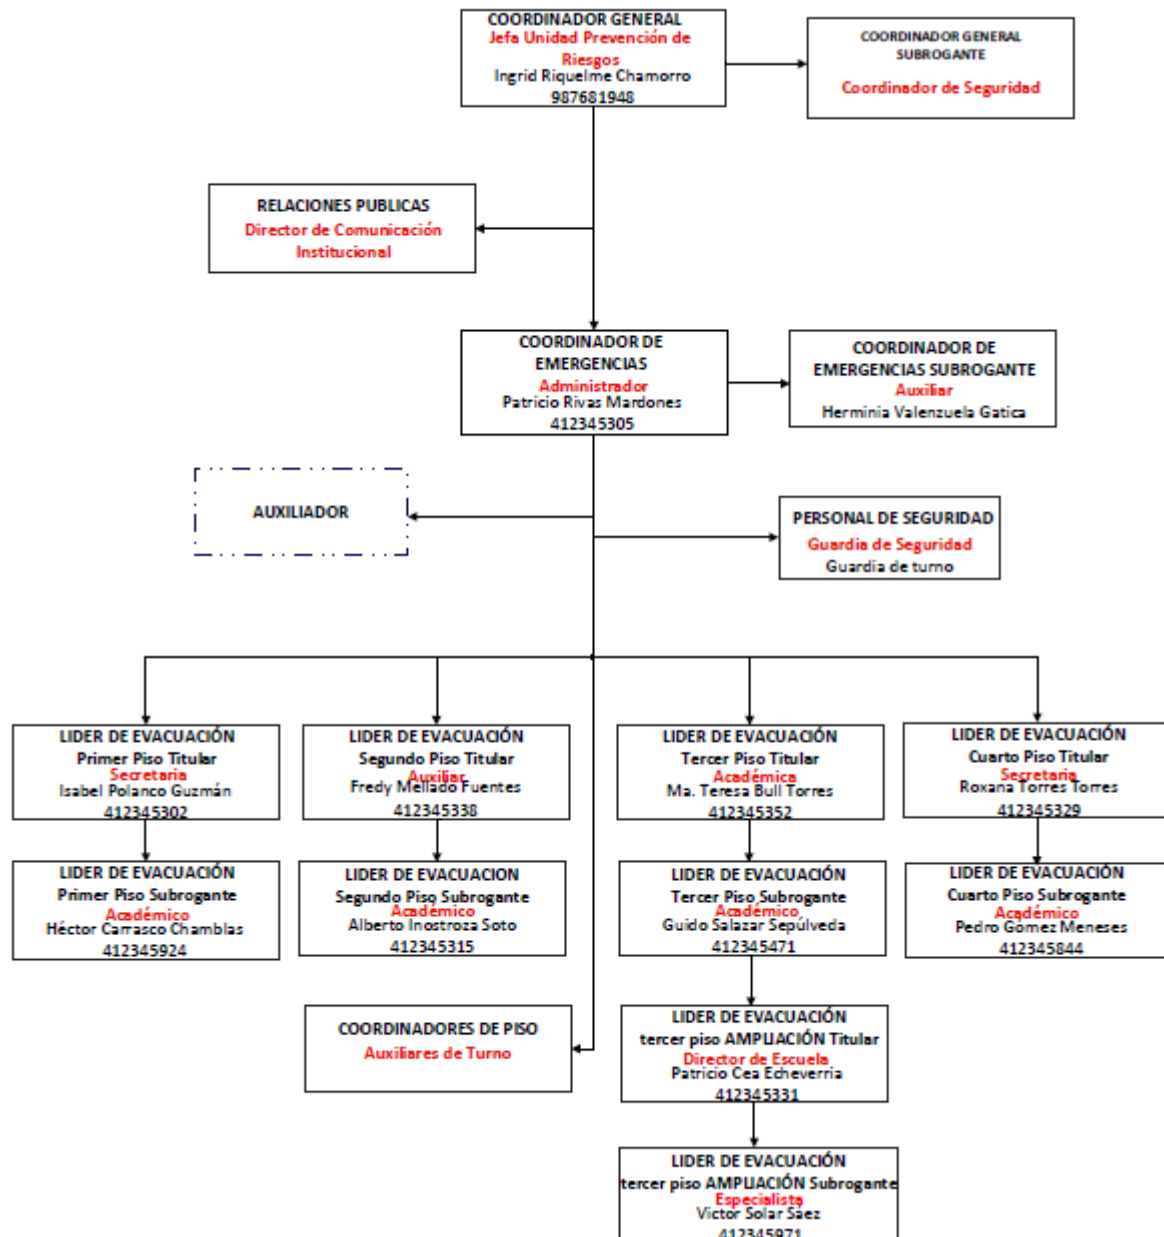 COORDINADOR GENERAL
Jefa Unidad Prevención de
Riesgos
Ingrid Riquelme Chamorro
987681948
COORDINADOR GENERAL
SUBROGANTE
Coordinador de Seguridad
RELACIONES PUBLICAS
Director de Comunicación
Institucional
COORDINADOR DE
EMERGENCIAS
Administrador
Patricio Rivas Mardones
412345305
COORDINADOR DE
EMERGENCIAS SUBROGANTE
Auxiliar
Herminia Valenzuela Gatica
AUXILIADOR
PERSONAL DE SEGURIDAD
Guardia de Seguridad
Guardia de turno
LIDER DE EVACUACIÓN
Primer Piso Titular
Secretaria
Isabel Polanco Guzmán
412345302
LIDER DE EVACUACIÓN
Segundo Piso Titular
Auxiliar
Fredy Mellado Fuentes
412345338
LIDER DE EVACUACIÓN
Tercer Piso Titular
Académica
Ma. Teresa Bull Torres
412345352
LIDER DE EVACUACIÓN
Cuarto Piso Titular
Secretaria
Roxana Torres Torres
412345329
LIDER DE EVACUACIÓN
Primer Piso Subrogante
Académico
Héctor Carrasco Chamblas
412345924
LIDER DE EVACUACION
Segundo Piso Subrogante
Académico
Alberto Inostroza Soto
412345315
LIDER DE EVACUACIÓN
Tercer Piso Subrogante
Académico
Guido Salazar Sepúlveda
412345471
LIDER DE EVACUACIÓN
Cuarto Piso Subrogante
Académico
Pedro Gómez Meneses
412345844
COORDINADORES DE PISO
Auxiliares de Turno
LIDER DE EVACUACIÓN
tercer piso AMPLIACIÓN Titular
Director de Escuela
Patricio Cea Echeverria
412345331
LIDER DE EVACUACIÓN
tercer piso AMPLIACIÓN Subrogante
Especialista
Victor Solar Sáez
412345971